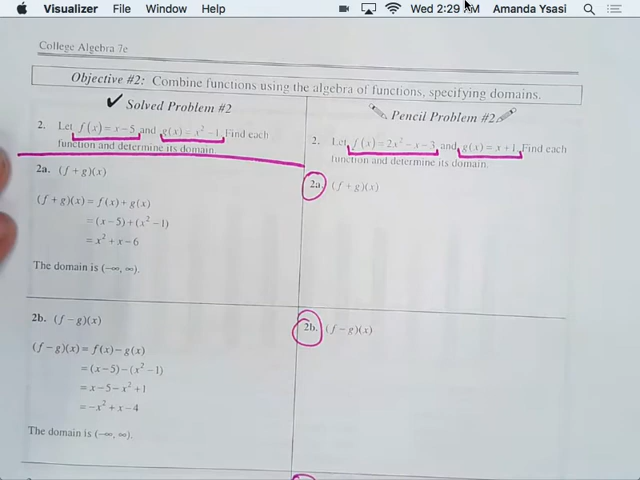 Visualizer File Window Help Wed 2:29 AM Amanda Ysasi
College Algebra 7e
Objective #2: Combine functions using the algebra of functions, specifying domains.
✔ Solved Problem #2
2. Let f(x) = x − 5 and g(x) = x² − 1. Find each
function and determine its domain.
2a. (f + g)(x)
(f + g)(x) = f(x) + g(x)
= (x − 5) + (x² − 1)
= x² + x − 6
The domain is (−∞, ∞).
2b. (f − g)(x)
(f − g)(x) = f(x) − g(x)
= (x − 5) − (x² − 1)
= x − 5 − x² + 1
= −x² + x − 4
The domain is (−∞, ∞).
Pencil Problem #2
2. Let f(x) = 2x² − x − 3 and g(x) = x + 1. Find each
function and determine its domain.
2a. (f + g)(x)
2b. (f − g)(x)